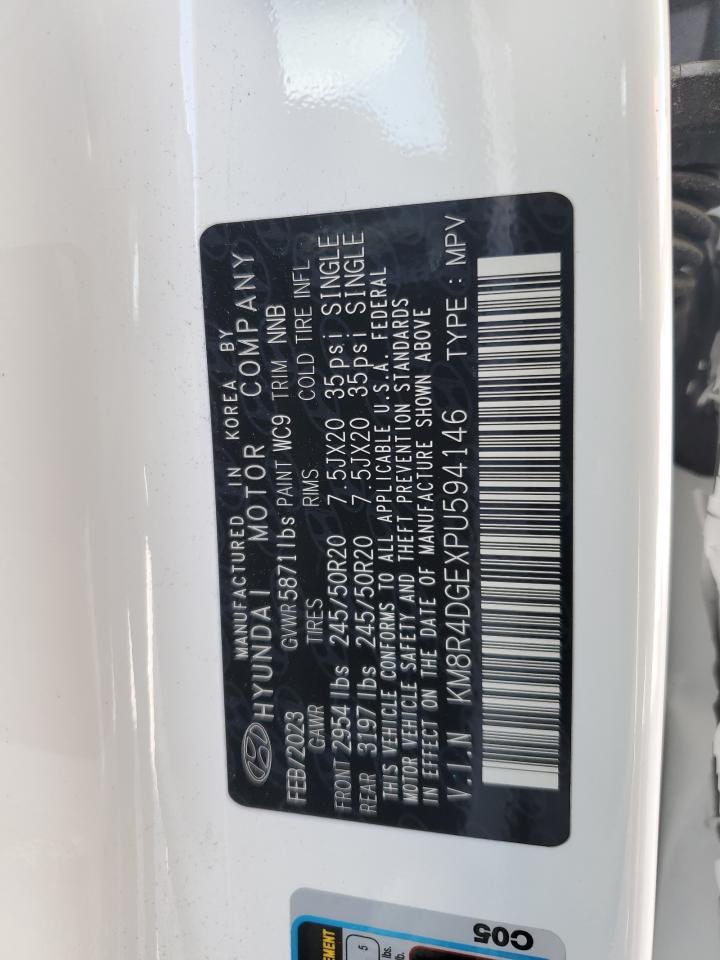 MANUFACTURED IN KOREA BY
HYUNDAI MOTOR COMPANY
FEB/2023 GVWR 5871lbs PAINT WC9 TRIM NNB
GAWR TIRES RIMS COLD TIRE INFL
FRONT 2954 lbs 245/50R20 7.5JX20 35psi SINGLE
REAR 3197 lbs 245/50R20 7.5JX20 35psi SINGLE
THIS VEHICLE CONFORMS TO ALL APPLICABLE U.S.A. FEDERAL
MOTOR VEHICLE SAFETY AND THEFT PREVENTION STANDARDS
IN EFFECT ON THE DATE OF MANUFACTURE SHOWN ABOVE
V.I.N KM8R4DGEXPU594146 TYPE : MPV
5
lbs.
lb.
C05